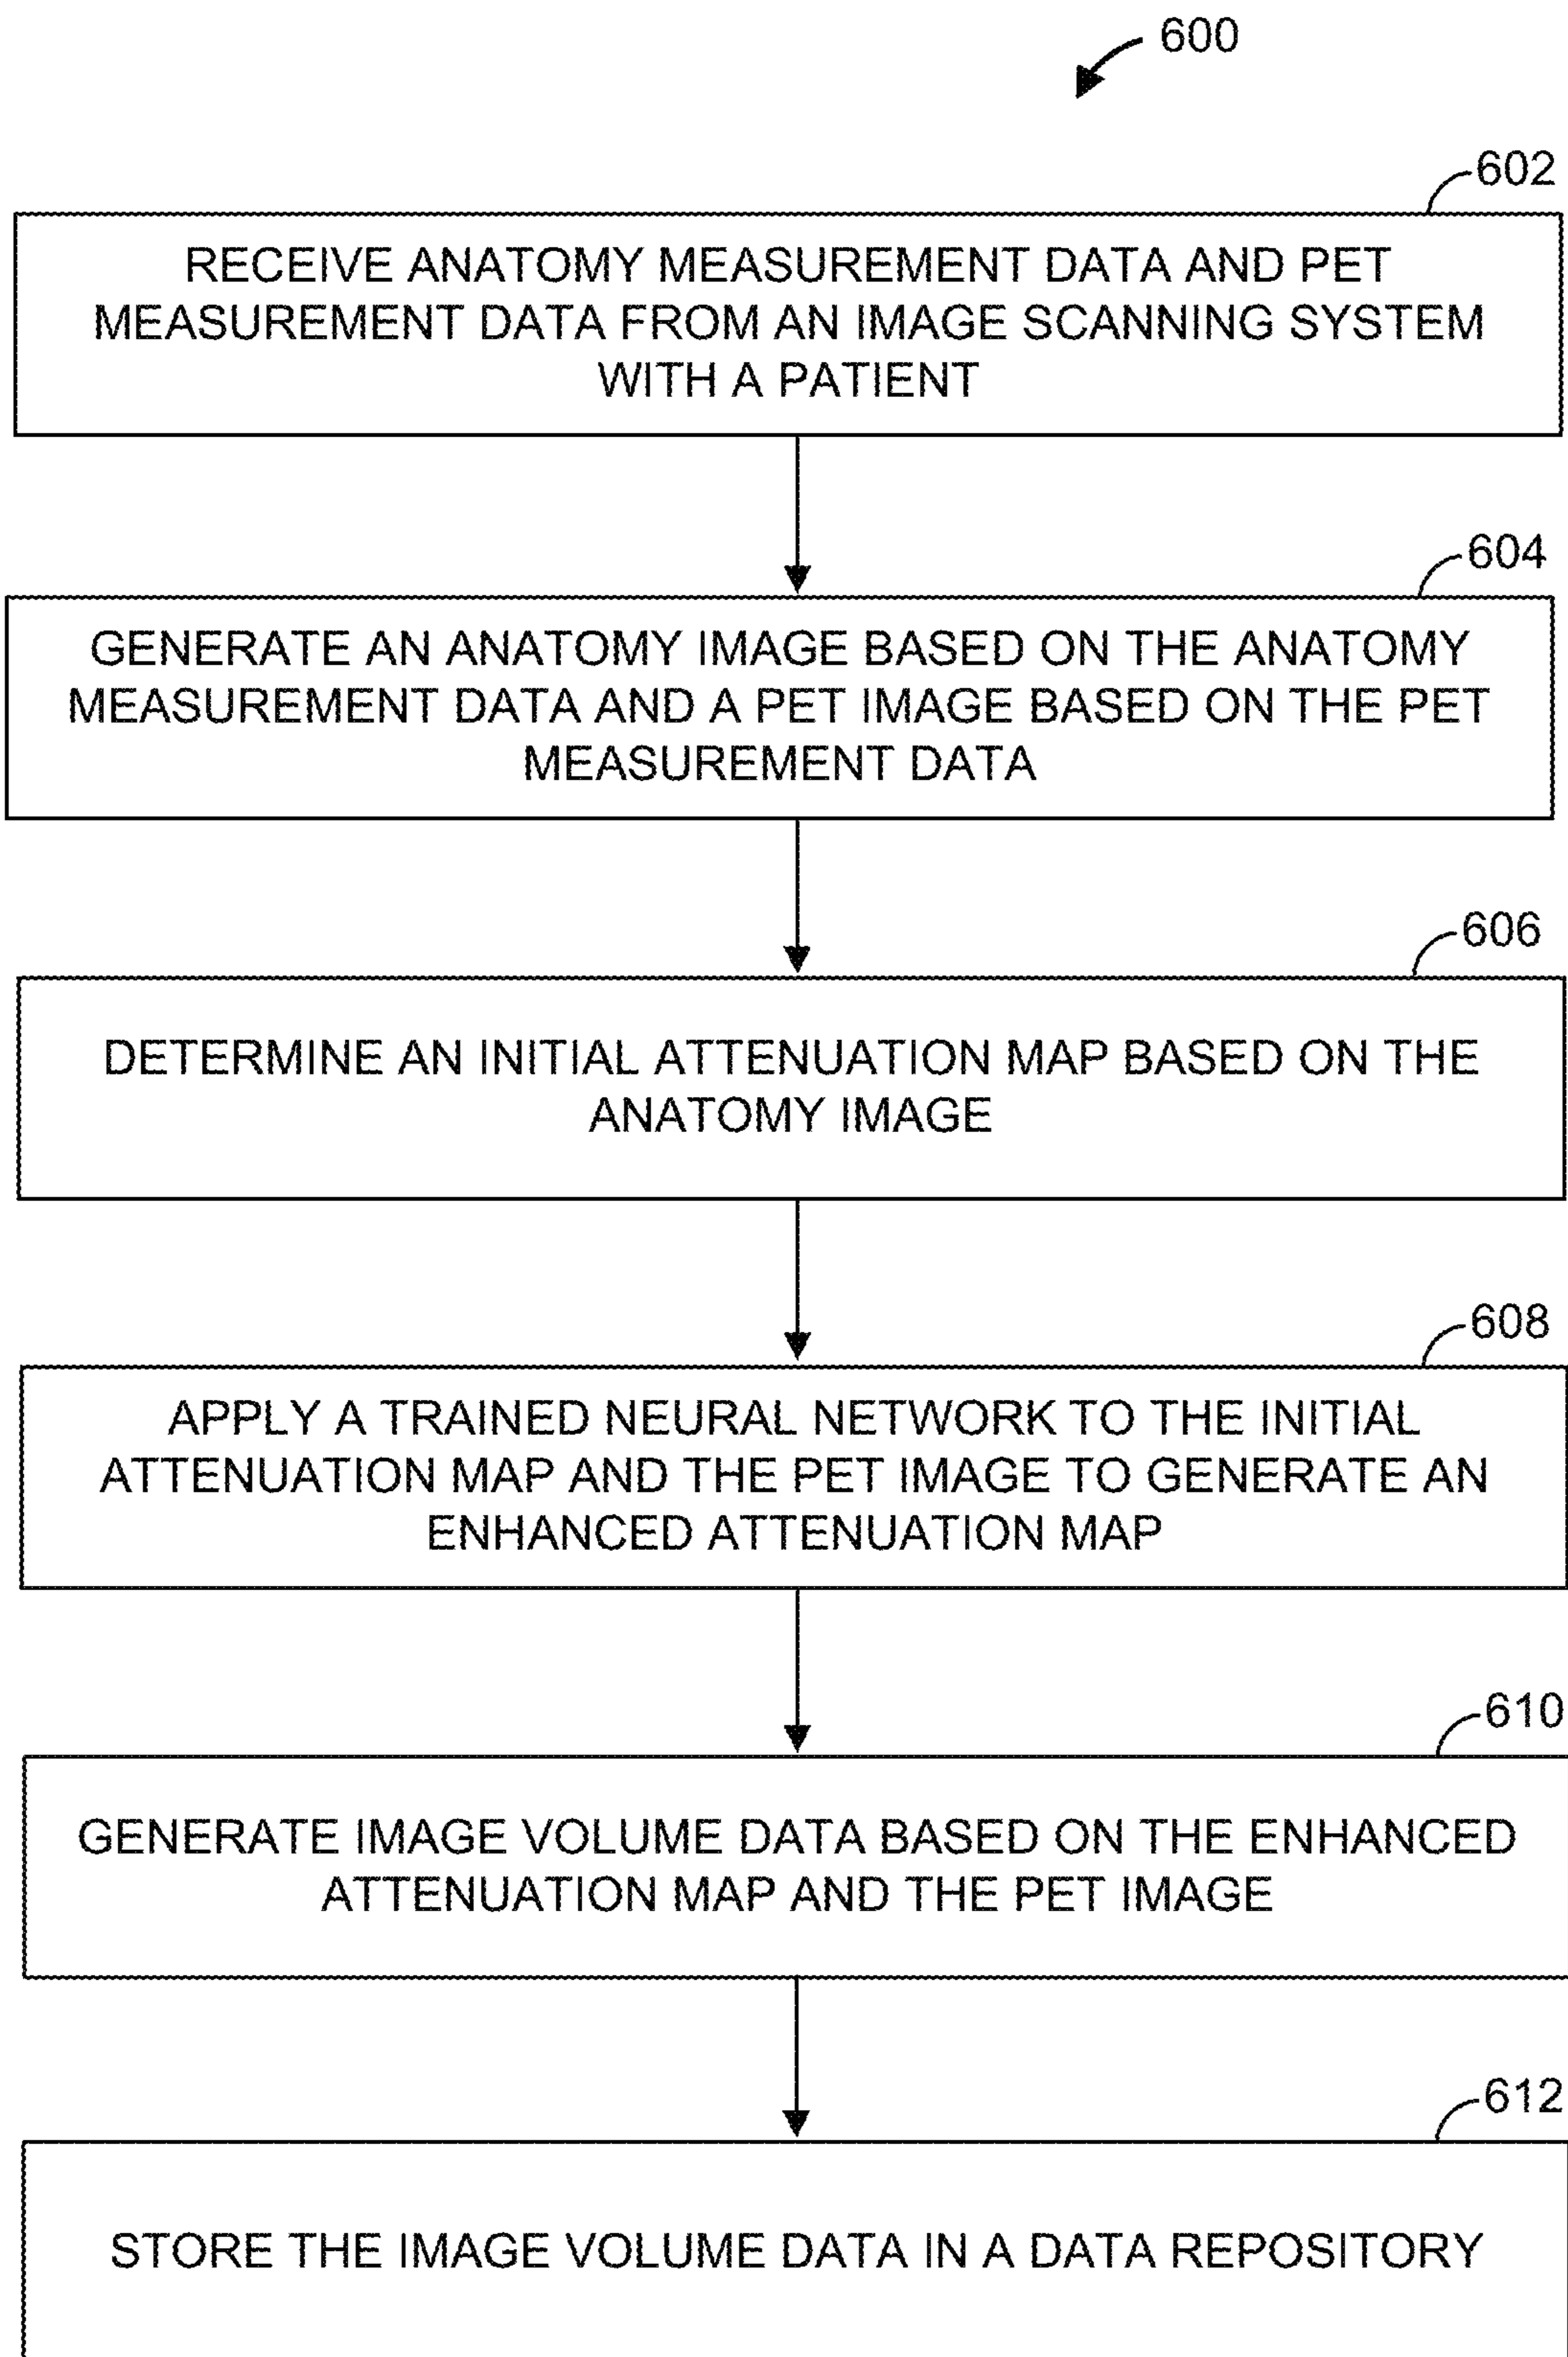 600
602
RECEIVE ANATOMY MEASUREMENT DATA AND PET
MEASUREMENT DATA FROM AN IMAGE SCANNING SYSTEM
WITH A PATIENT
604
GENERATE AN ANATOMY IMAGE BASED ON THE ANATOMY
MEASUREMENT DATA AND A PET IMAGE BASED ON THE PET
MEASUREMENT DATA
606
DETERMINE AN INITIAL ATTENUATION MAP BASED ON THE
ANATOMY IMAGE
608
APPLY A TRAINED NEURAL NETWORK TO THE INITIAL
ATTENUATION MAP AND THE PET IMAGE TO GENERATE AN
ENHANCED ATTENUATION MAP
610
GENERATE IMAGE VOLUME DATA BASED ON THE ENHANCED
ATTENUATION MAP AND THE PET IMAGE
612
STORE THE IMAGE VOLUME DATA IN A DATA REPOSITORY